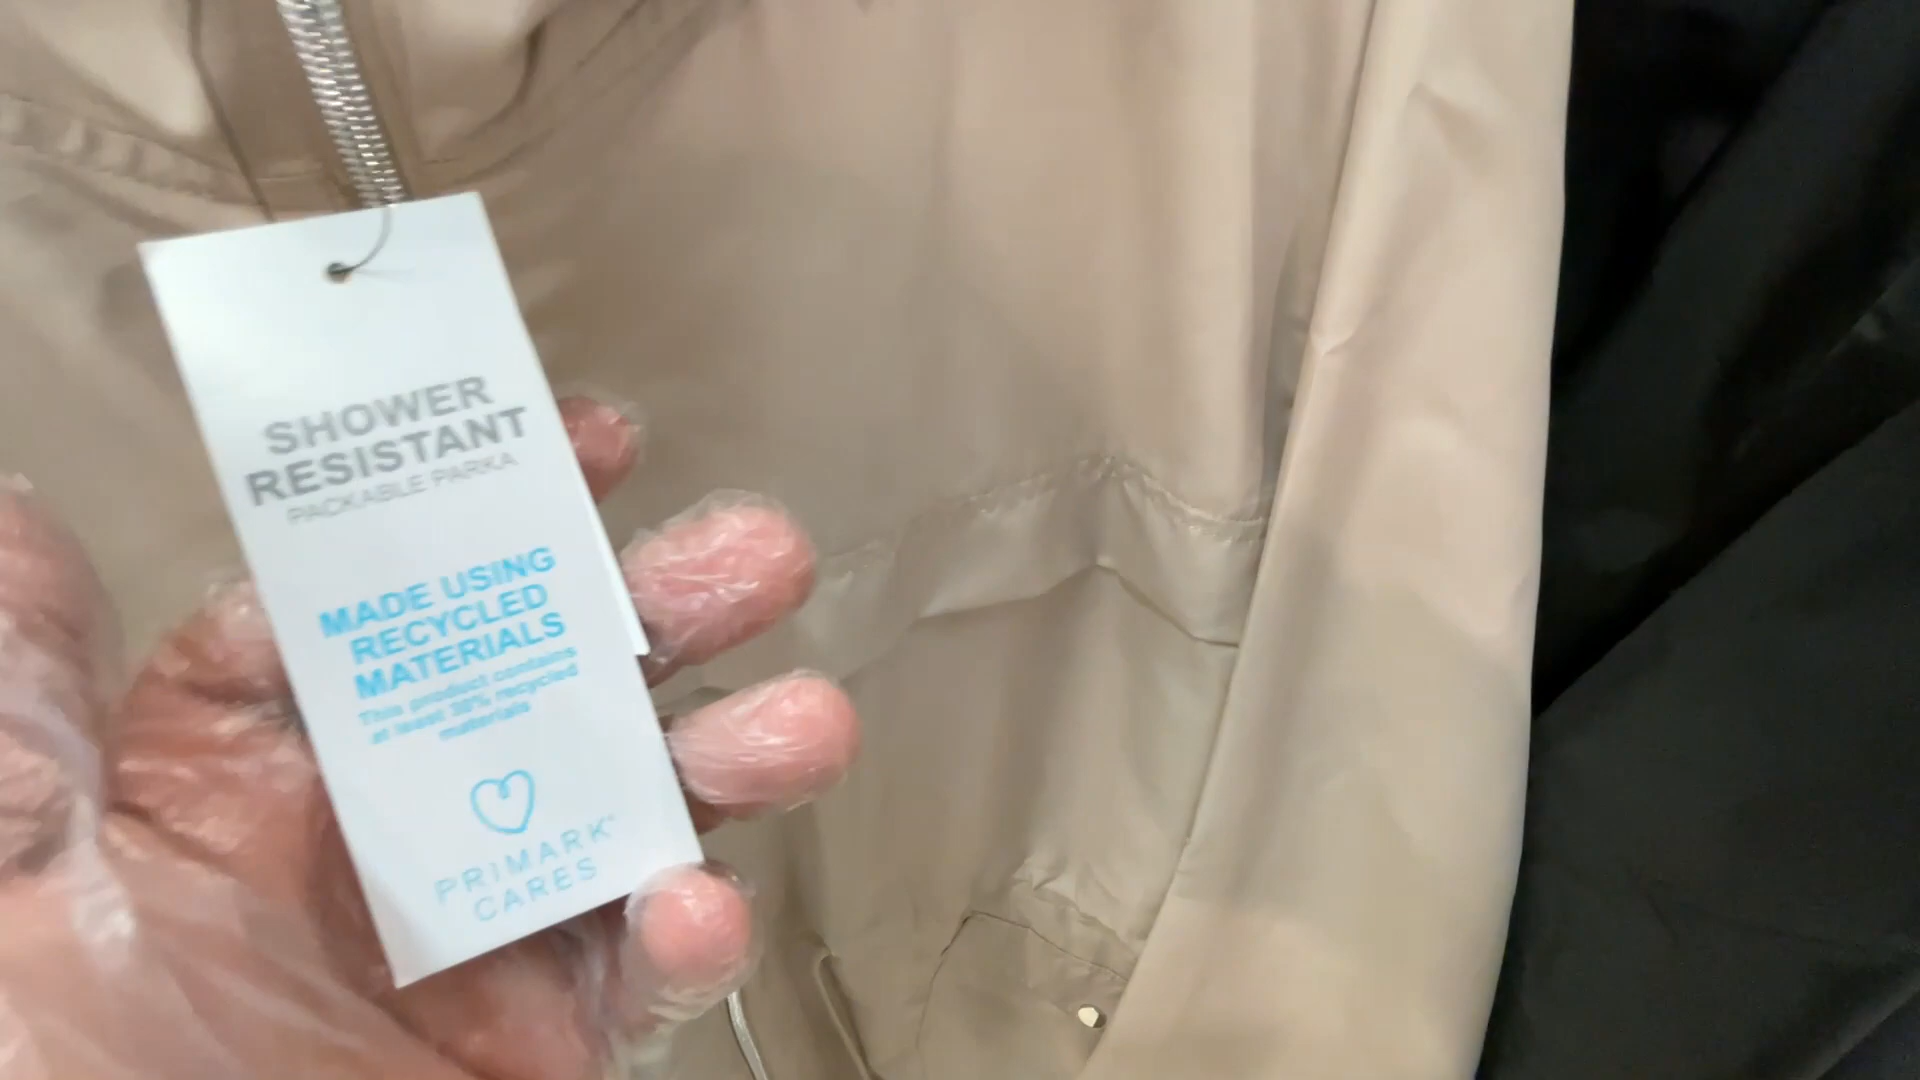 SHOWER
RESISTANT
PACKABLE PARKA
MADE USING
RECYCLED
MATERIALS
This product contains
at least 30% recycled
materials
PRIMARK®
CARES